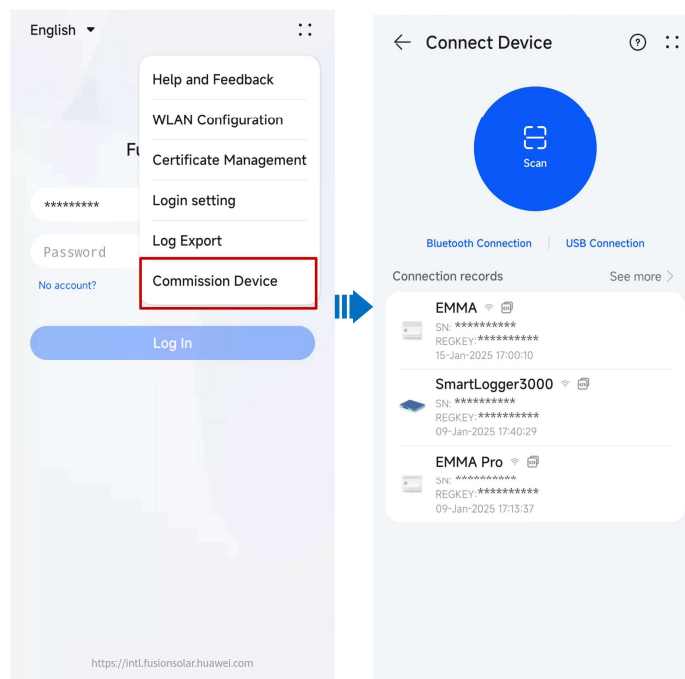 English
Help and Feedback
WLAN Configuration
Fu
Certificate Management
*********
Login setting
Password
Log Export
No account?
Commission Device
Log In
https://intl.fusionsolar.huawei.com
Connect Device
Scan
Bluetooth Connection
USB Connection
Connection records
See more
EMMA
SN: **********
REGKEY:**********
15-Jan-2025 17:00:10
SmartLogger3000
SN: **********
REGKEY:**********
09-Jan-2025 17:40:29
EMMA Pro
SN: **********
REGKEY:**********
09-Jan-2025 17:13:37